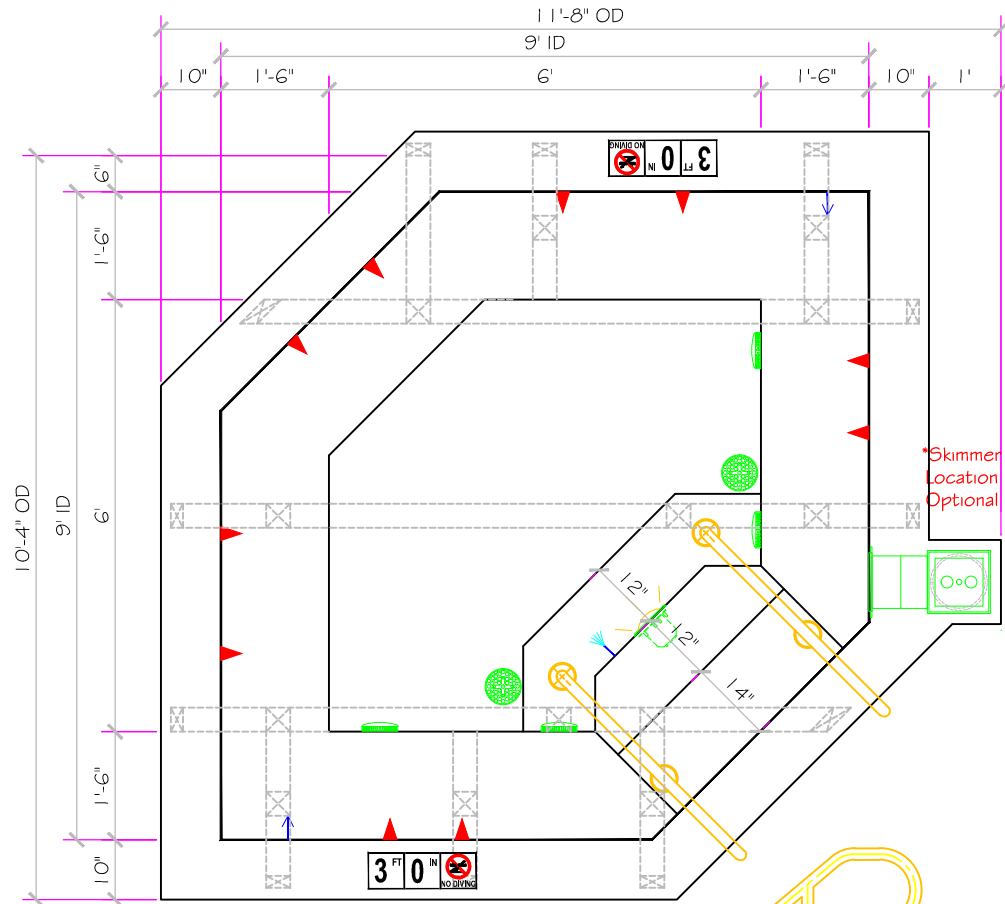 11'-8" OD
9' ID
10"
1'-6"
6'
1'-6"
10"
1'
NO DIVING
0 IN
3 FT
6"
1'-6"
6'
1'-6"
10"
9' ID
10'-4" OD
*Skimmer
Location
Optional
12"
12"
14"
3 FT
0 IN
NO DIVING